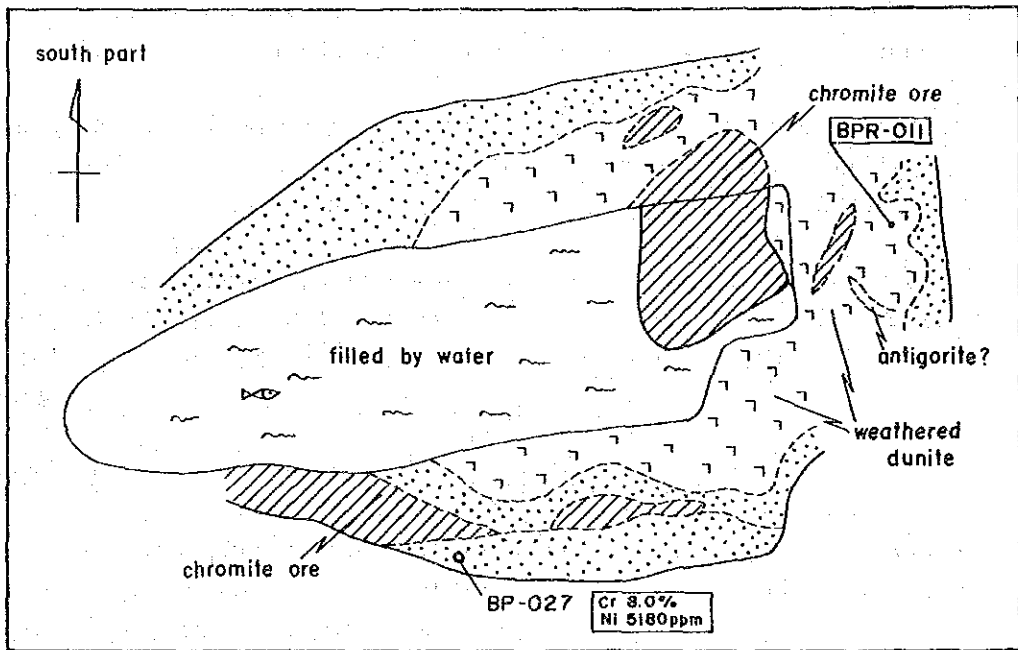 south part
chromite ore
BPR-011
filled by water
antigorite?
weathered
dunite
chromite ore
BP-027
Cr 8.0%
Ni 5180ppm